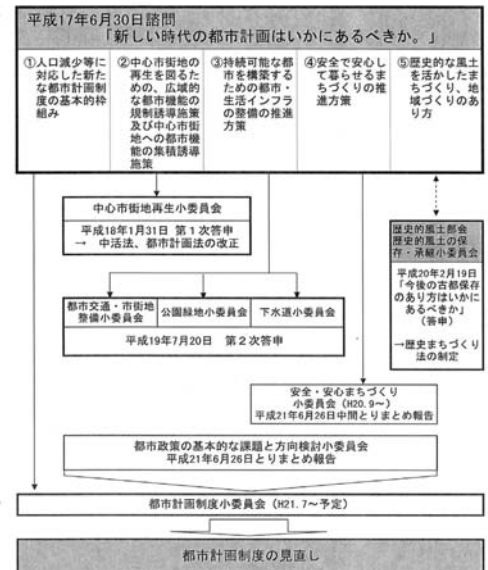 平成17年6月30日諮問
「新しい時代の都市計画はいかにあるべきか。」
①人口減少等に
対応した新た
な都市計画制
度の基本的枠
組み
②中心市街地の
再生を図るた
めの、広域的
な都市機能の
規制誘導施策
及び中心市街
地への都市機
能の集積誘導
施策
③持続可能な都
市を構築する
ための都市・
生活インフラ
の整備の推進
方策
④安全で安心し
て暮らせるま
ちづくりの推
進方策
⑤歴史的な風土
を活かしたま
ちづくり、地
域づくりのあ
り方
中心市街地再生小委員会
平成18年1月31日 第1次答申
→ 中活法、都市計画法の改正
歴史的風土部会
歴史的風土の保
存・承継小委員会
平成20年2月19日
「今後の古都保存
のあり方はいかに
あるべきか」
(答申)
→歴史まちづくり
法の制定
都市交通・市街地
整備小委員会
公園緑地小委員会
下水道小委員会
平成19年7月20日 第2次答申
安全・安心まちづくり
小委員会(H20.9~)
平成21年6月26日中間とりまとめ報告
都市政策の基本的な課題と方向検討小委員会
平成21年6月26日とりまとめ報告
都市計画制度小委員会(H21.7~予定)
都市計画制度の見直し